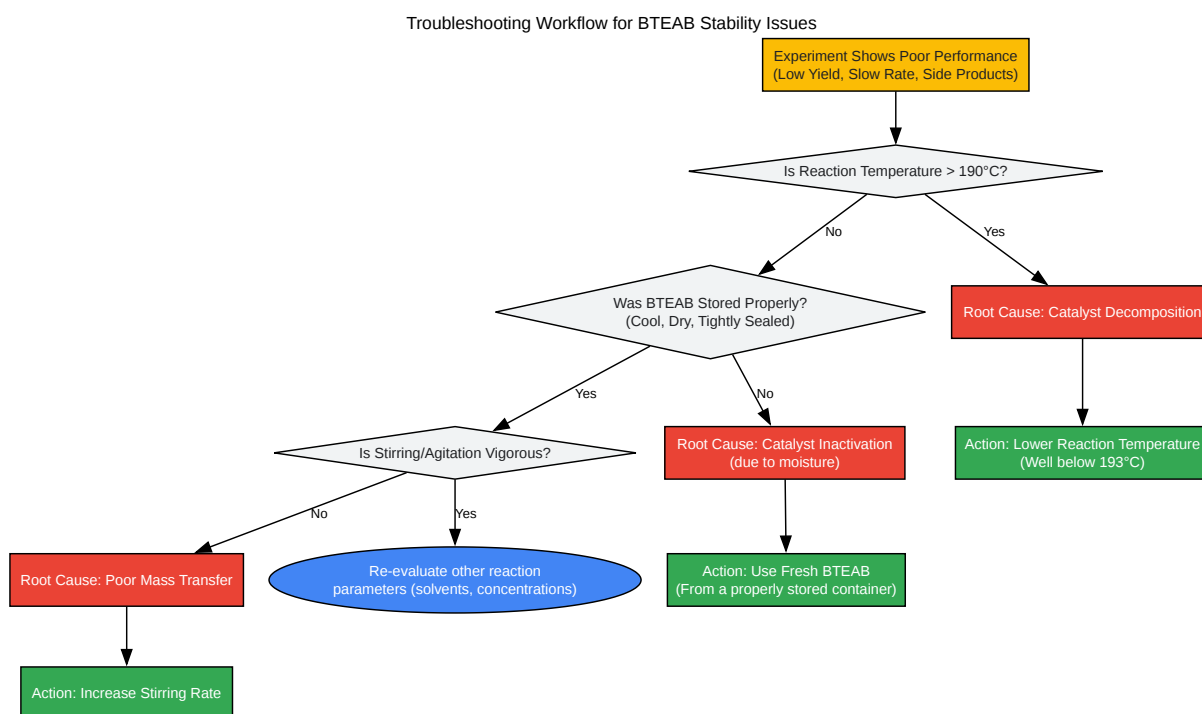 Troubleshooting Workflow for BTEAB Stability Issues
Experiment Shows Poor Performance
(Low Yield, Slow Rate, Side Products)
Is Reaction Temperature > 190°C?
No
Yes
Was BTEAB Stored Properly?
(Cool, Dry, Tightly Sealed)
Root Cause: Catalyst Decomposition
Yes
No
Is Stirring/Agitation Vigorous?
Root Cause: Catalyst Inactivation
(due to moisture)
Action: Lower Reaction Temperature
(Well below 193°C)
No
Yes
Root Cause: Poor Mass Transfer
Re-evaluate other reaction
parameters (solvents, concentrations)
Action: Use Fresh BTEAB
(From a properly stored container)
Action: Increase Stirring Rate